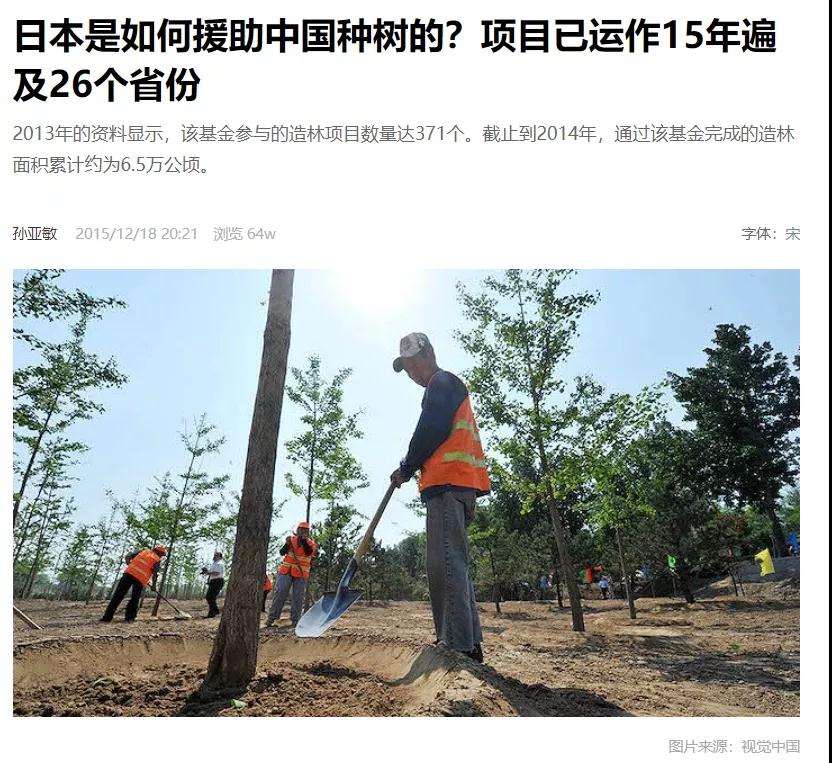 日本是如何援助中国种树的？项目已运作15年遍
及26个省份
2013年的资料显示，该基金参与的造林项目数量达371个。截止到2014年，通过该基金完成的造林
面积累计约为6.5万公顷。
孙亚敏 2015/12/18 20:21 浏览 64w 字体：宋
图片来源：视觉中国